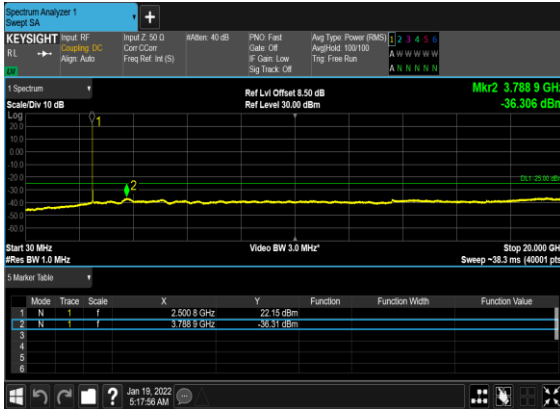 Spectrum Analyzer 1
Swept SA
KEYSIGHT Input: RF Input Z: 50 Ω #Atten: 40 dB PNO: Fast Avg Type: Power (RMS) 1 2 3 4 5 6
RL Coupling: DC Corr CCorr Gate: Off Avg|Hold: 100/100 A W W W W W
Align: Auto Freq Ref: Int (S) IF Gain: Low Trig: Free Run
Sig Track: Off A N N N N N
1 Spectrum Ref Lvl Offset 8.50 dB Mkr2 3.788 9 GHz
Scale/Div 10 dB Ref Level 30.00 dBm -36.306 dBm
Log
1
20.0
10.0
0.00
-10.0
-20.0
DL1 -25.00 dBm
2
-30.0
-40.0
-50.0
-60.0
Start 30 MHz Video BW 3.0 MHz* Stop 20.000 GHz
#Res BW 1.0 MHz Sweep ~38.3 ms (40001 pts)
5 Marker Table
Mode Trace Scale X Y Function Function Width Function Value
1 N 1 f 2.500 8 GHz 22.15 dBm
2 N 1 f 3.788 9 GHz -36.31 dBm
3
4
5
6
Jan 19, 2022
5:17:56 AM